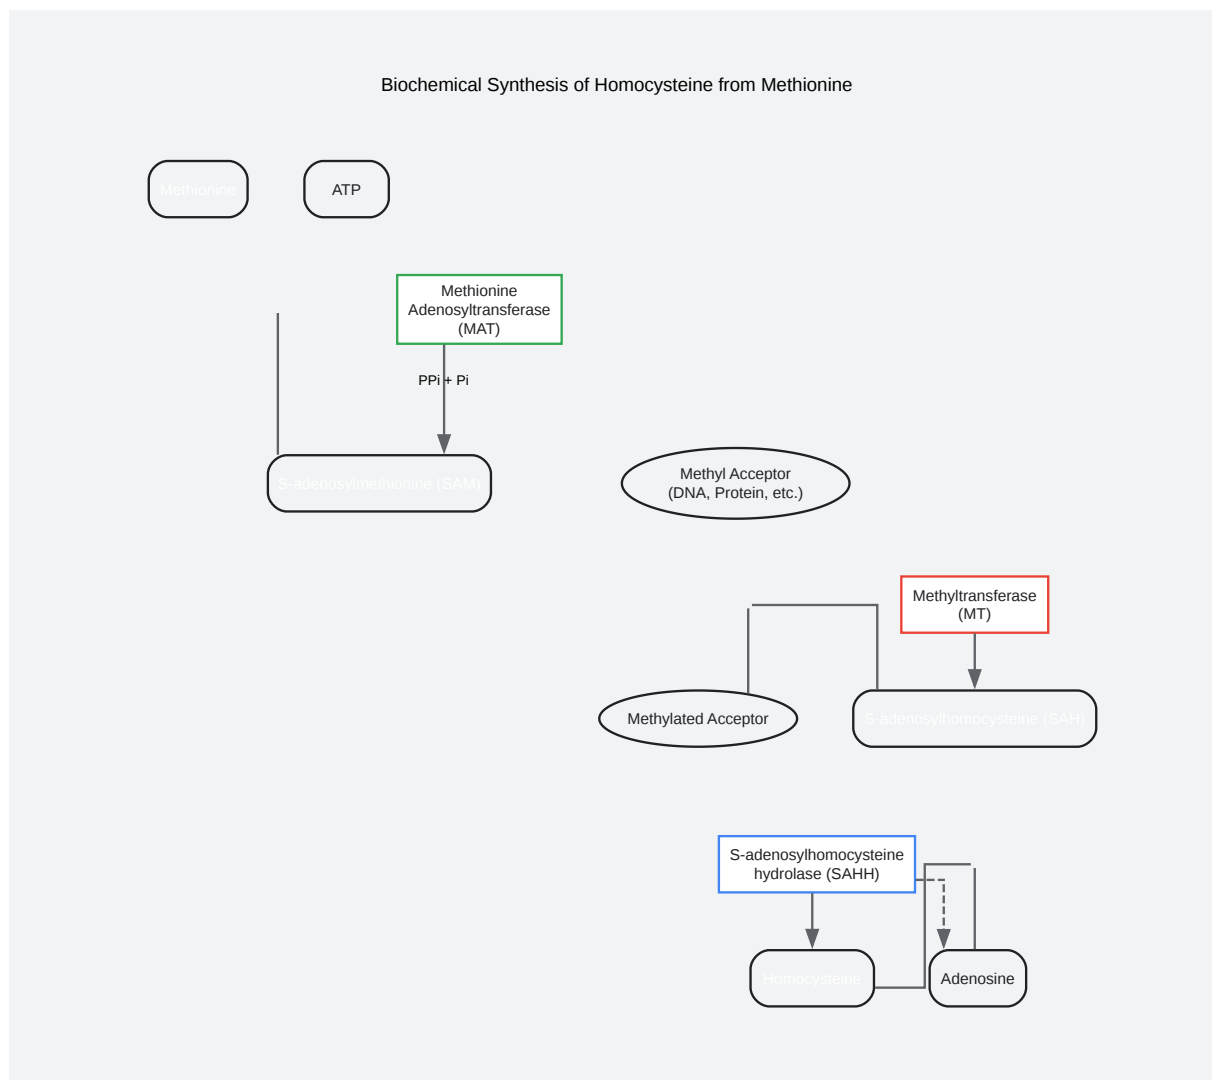 Biochemical Synthesis of Homocysteine from Methionine
Methionine
ATP
Methionine
Adenosyltransferase
(MAT)
PPi + Pi
S-adenosylmethionine (SAM)
Methyl Acceptor
(DNA, Protein, etc.)
Methyltransferase
(MT)
Methylated Acceptor
S-adenosylhomocysteine (SAH)
S-adenosylhomocysteine
hydrolase (SAHH)
Homocysteine
Adenosine